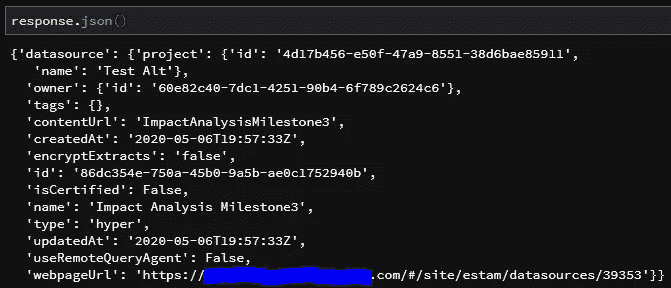 response.json()
{'datasource': {'project': {'id': '4d17b456-e50f-47a9-8551-38d6bae85911',
'name': 'Test Alt'},
'owner': {'id': '60e82c40-7dc1-4251-90b4-6f789c2624c6'},
'tags': {},
'contentUrl': 'ImpactAnalysisMilestone3',
'createdAt': '2020-05-06T19:57:33Z',
'encryptExtracts': 'false',
'id': '86dc354e-750a-45b0-9a5b-ae0c1752940b',
'isCertified': False,
'name': 'Impact Analysis Milestone3',
'type': 'hyper',
'updatedAt': '2020-05-06T19:57:33Z',
'useRemoteQueryAgent': False,
'webpageUrl': 'https://.com/#/site/estam/datasources/39353'}}